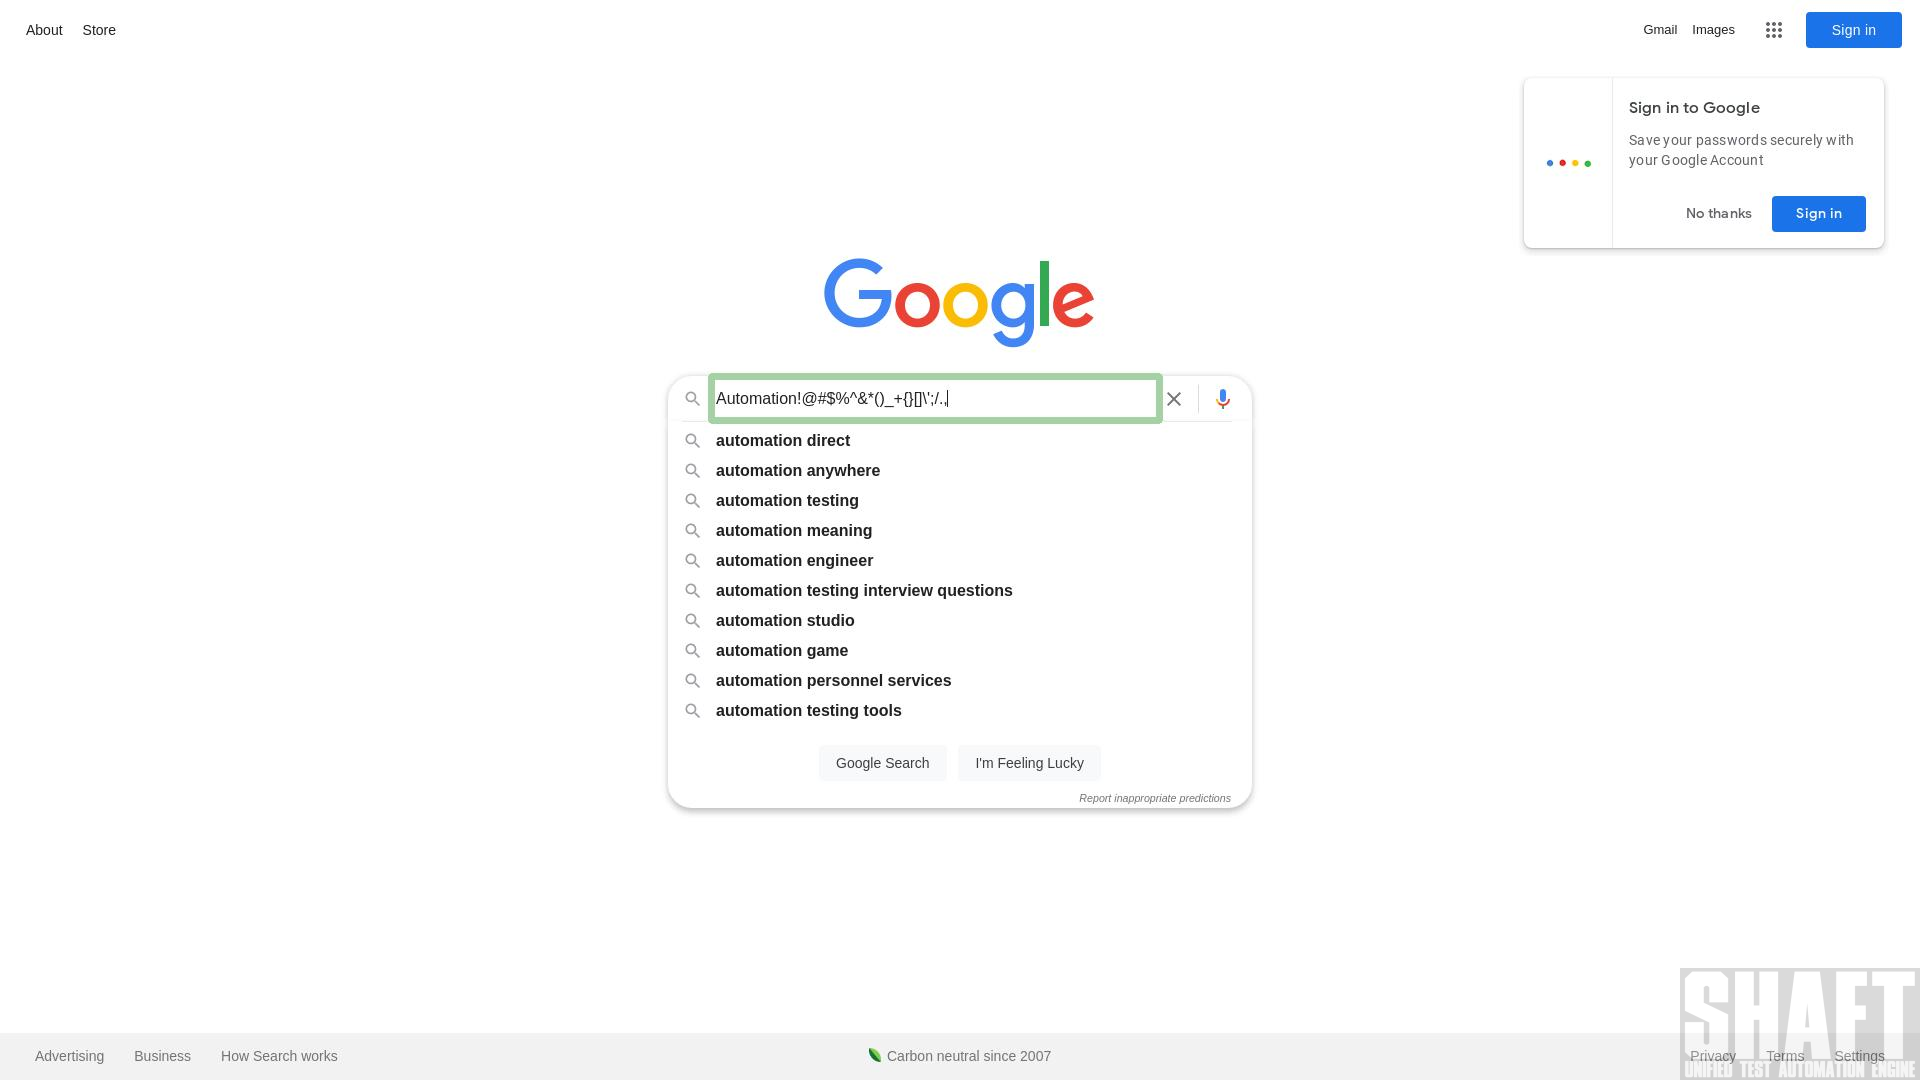 About Store
Gmail Images Sign in
Sign in to Google
Save your passwords securely with
your Google Account
No thanks Sign in
Google
Automation!@#$%^&*()_+{}[]\';/.,
automation direct
automation anywhere
automation testing
automation meaning
automation engineer
automation testing interview questions
automation studio
automation game
automation personnel services
automation testing tools
Google Search I'm Feeling Lucky
Report inappropriate predictions
SHAFT
Advertising Business How Search works Carbon neutral since 2007 Privacy Terms Settings
UNIFIED TEST AUTOMATION ENGINE